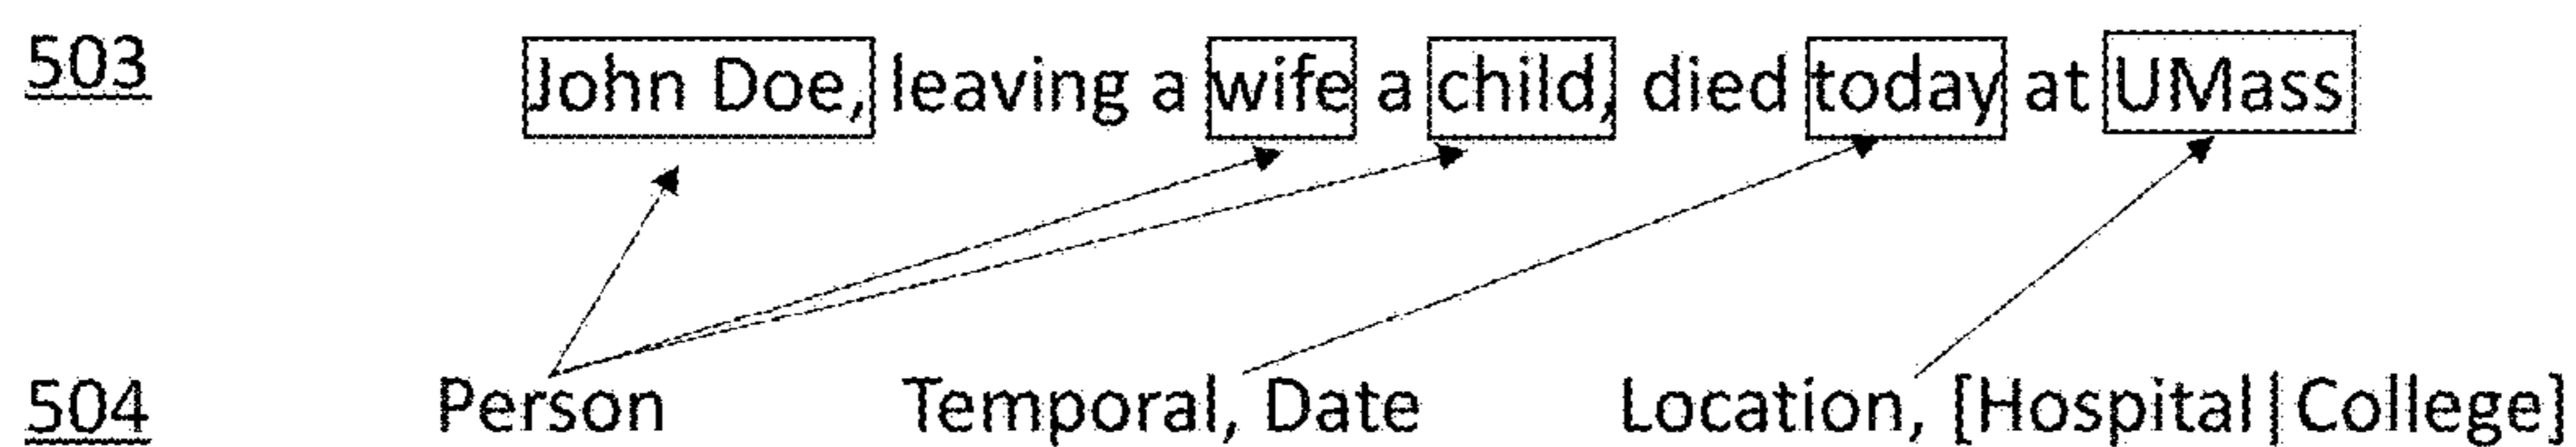 503 John Doe, leaving a wife a child, died today at UMass
504 Person Temporal, Date Location, [Hospital|College]